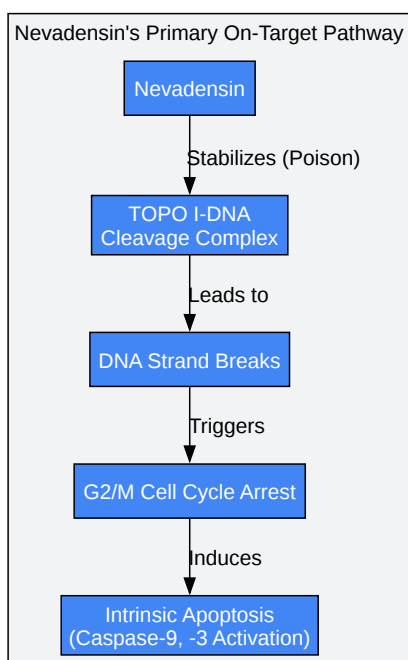 Nevadensin's Primary On-Target Pathway
Nevadensin
Stabilizes (Poison)
TOPO I-DNA
Cleavage Complex
Leads to
DNA Strand Breaks
Triggers
G2/M Cell Cycle Arrest
Induces
Intrinsic Apoptosis
(Caspase-9, -3 Activation)